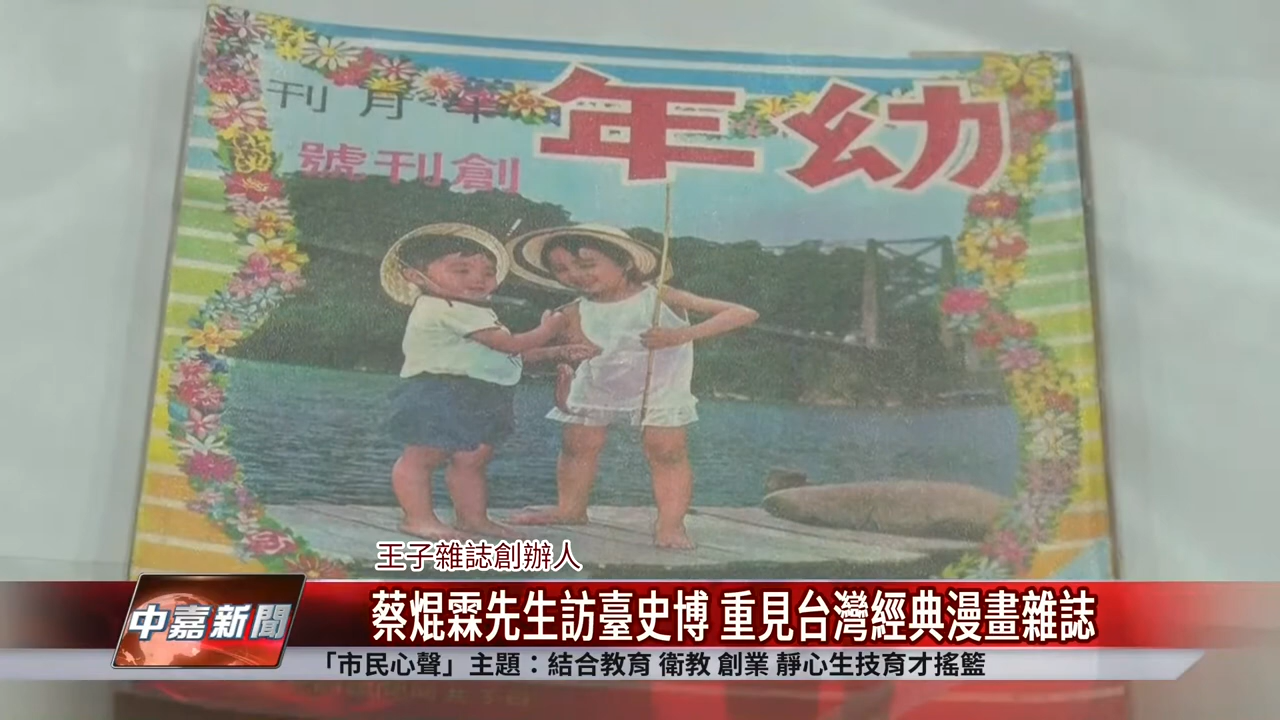 幼年
半月刊
創刊號
王子雜誌創辦人
中嘉新聞
蔡焜霖先生訪臺史博 重見台灣經典漫畫雜誌
「市民心聲」主題：結合教育 衛教 創業 靜心生技育才搖籃